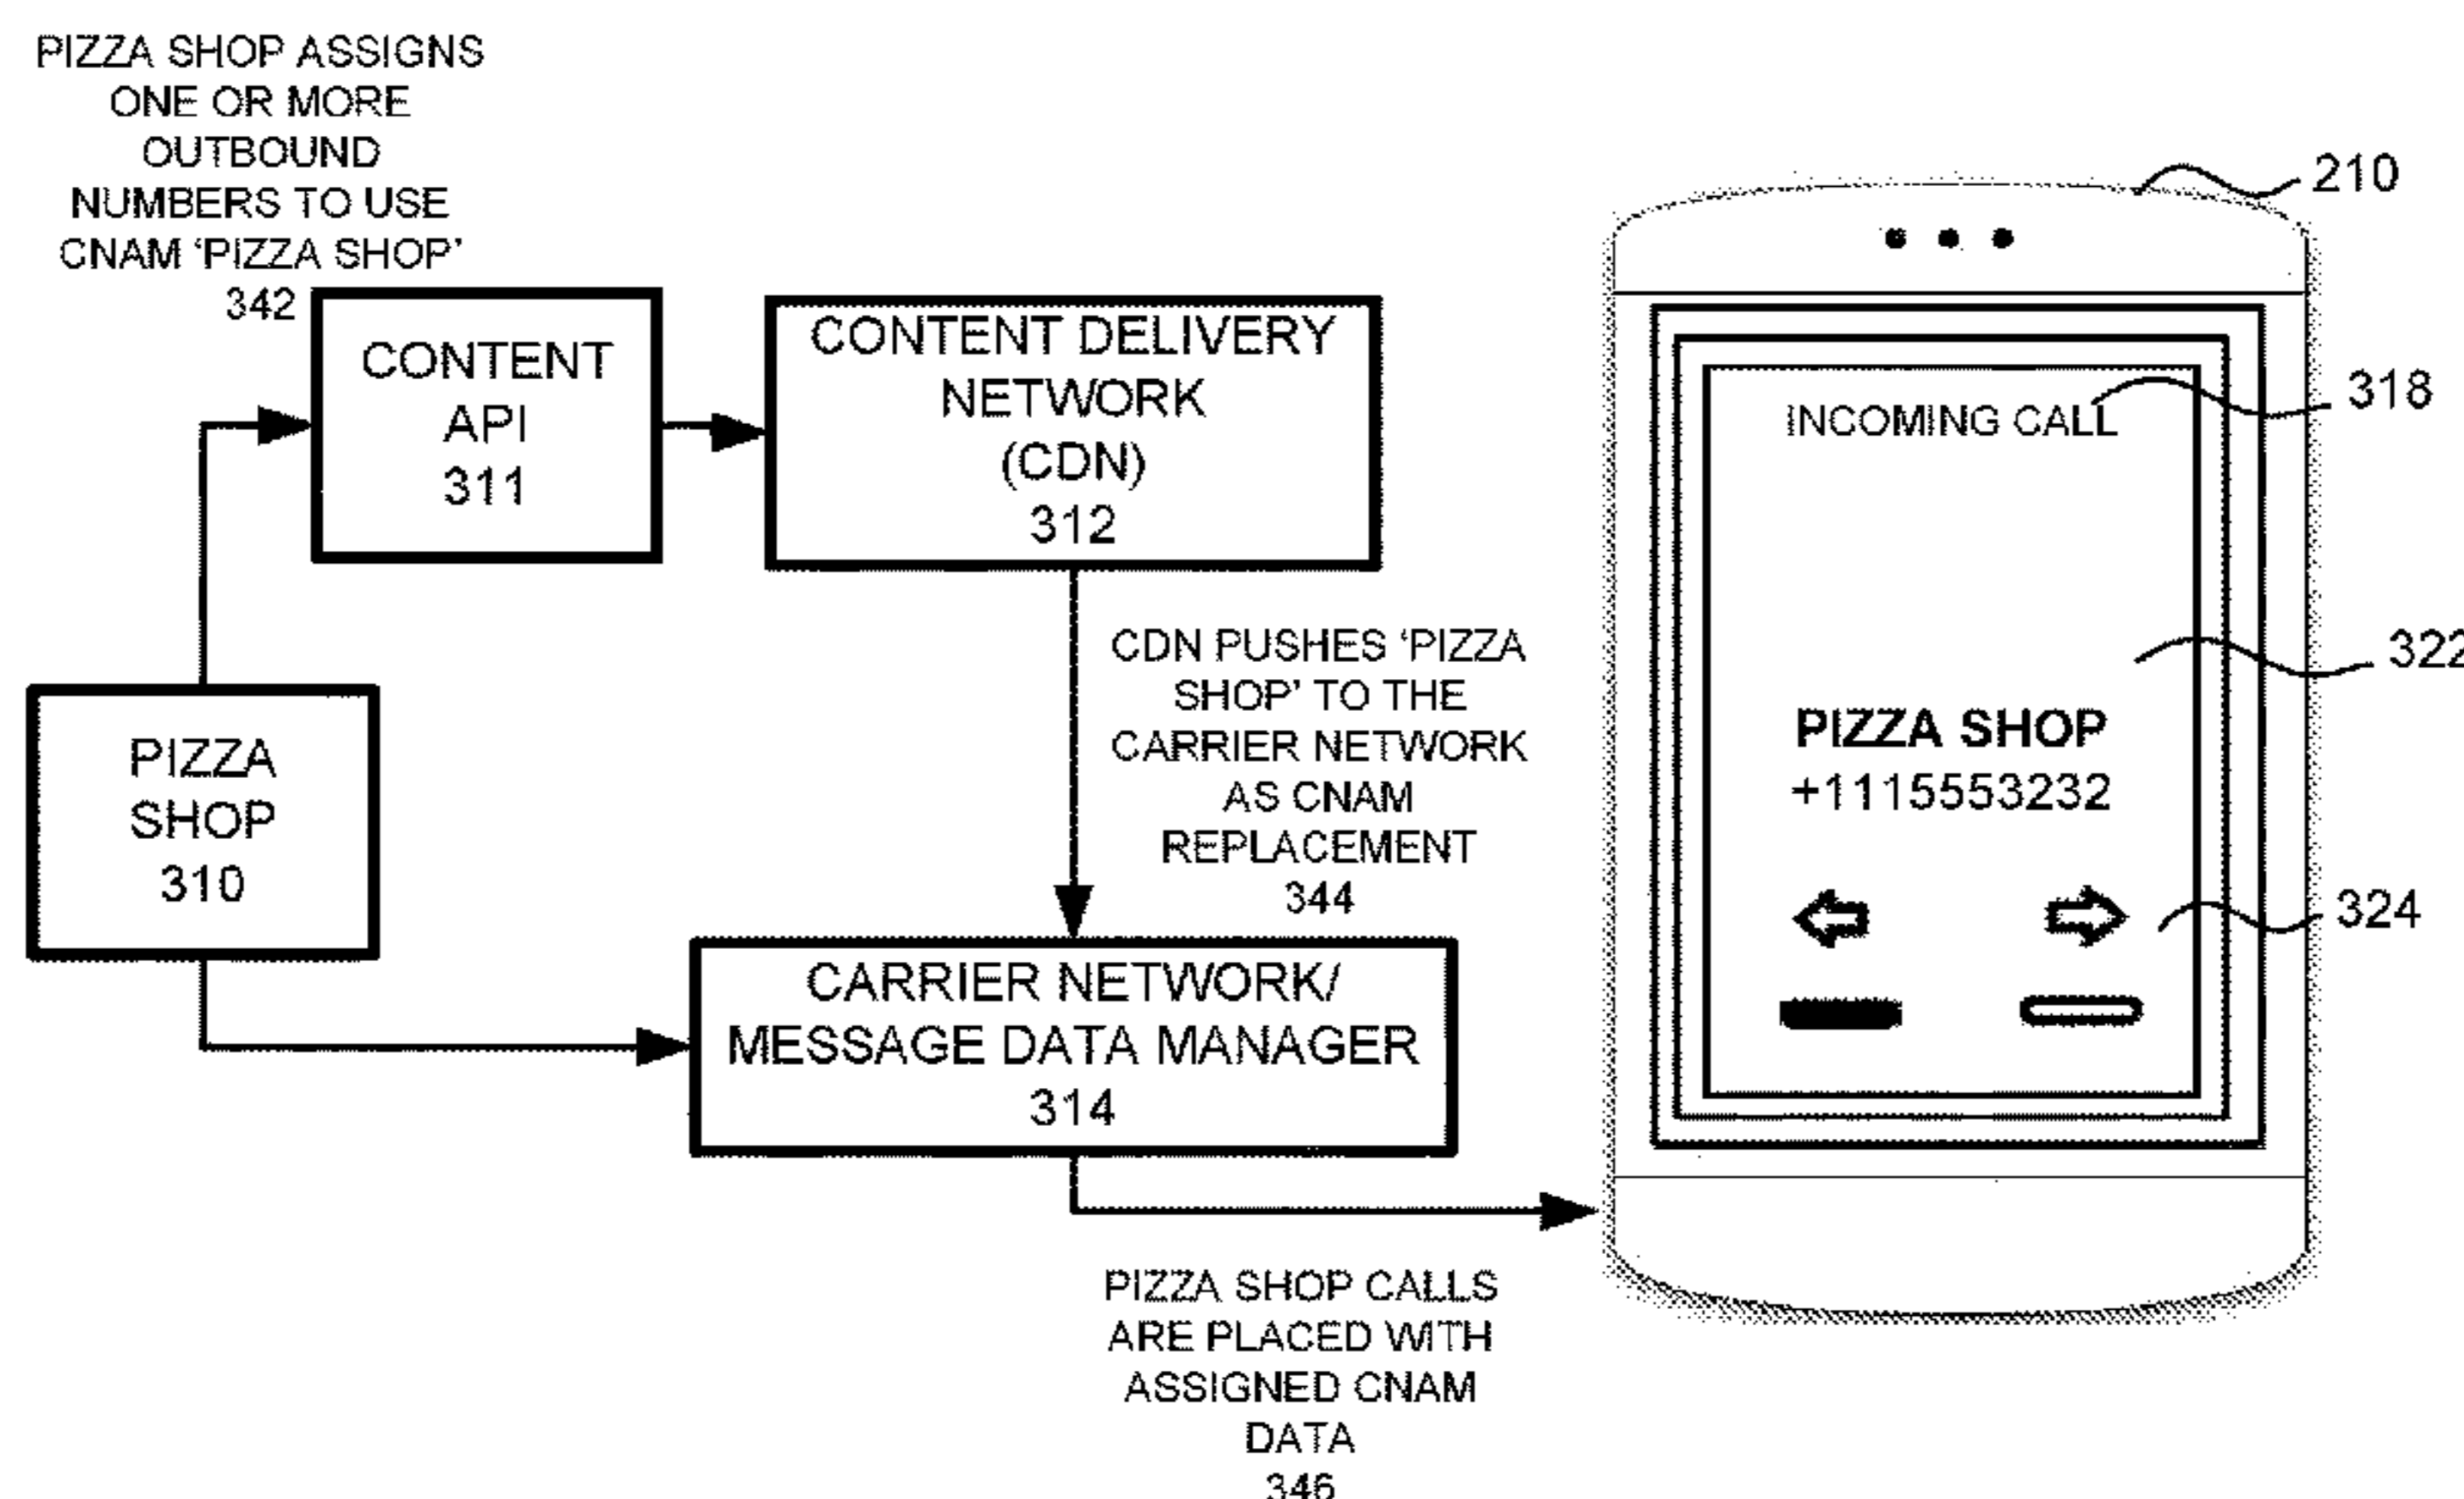 PIZZA SHOP ASSIGNS
ONE OR MORE
OUTBOUND
NUMBERS TO USE
CNAM ‘PIZZA SHOP’
342
CONTENT
API
311
CONTENT DELIVERY
NETWORK
(CDN)
312
PIZZA
SHOP
310
CDN PUSHES ‘PIZZA
SHOP’ TO THE
CARRIER NETWORK
AS CNAM
REPLACEMENT
344
CARRIER NETWORK/
MESSAGE DATA MANAGER
314
PIZZA SHOP CALLS
ARE PLACED WITH
ASSIGNED CNAM
DATA
346
210
INCOMING CALL
318
322
PIZZA SHOP
+1115553232
324